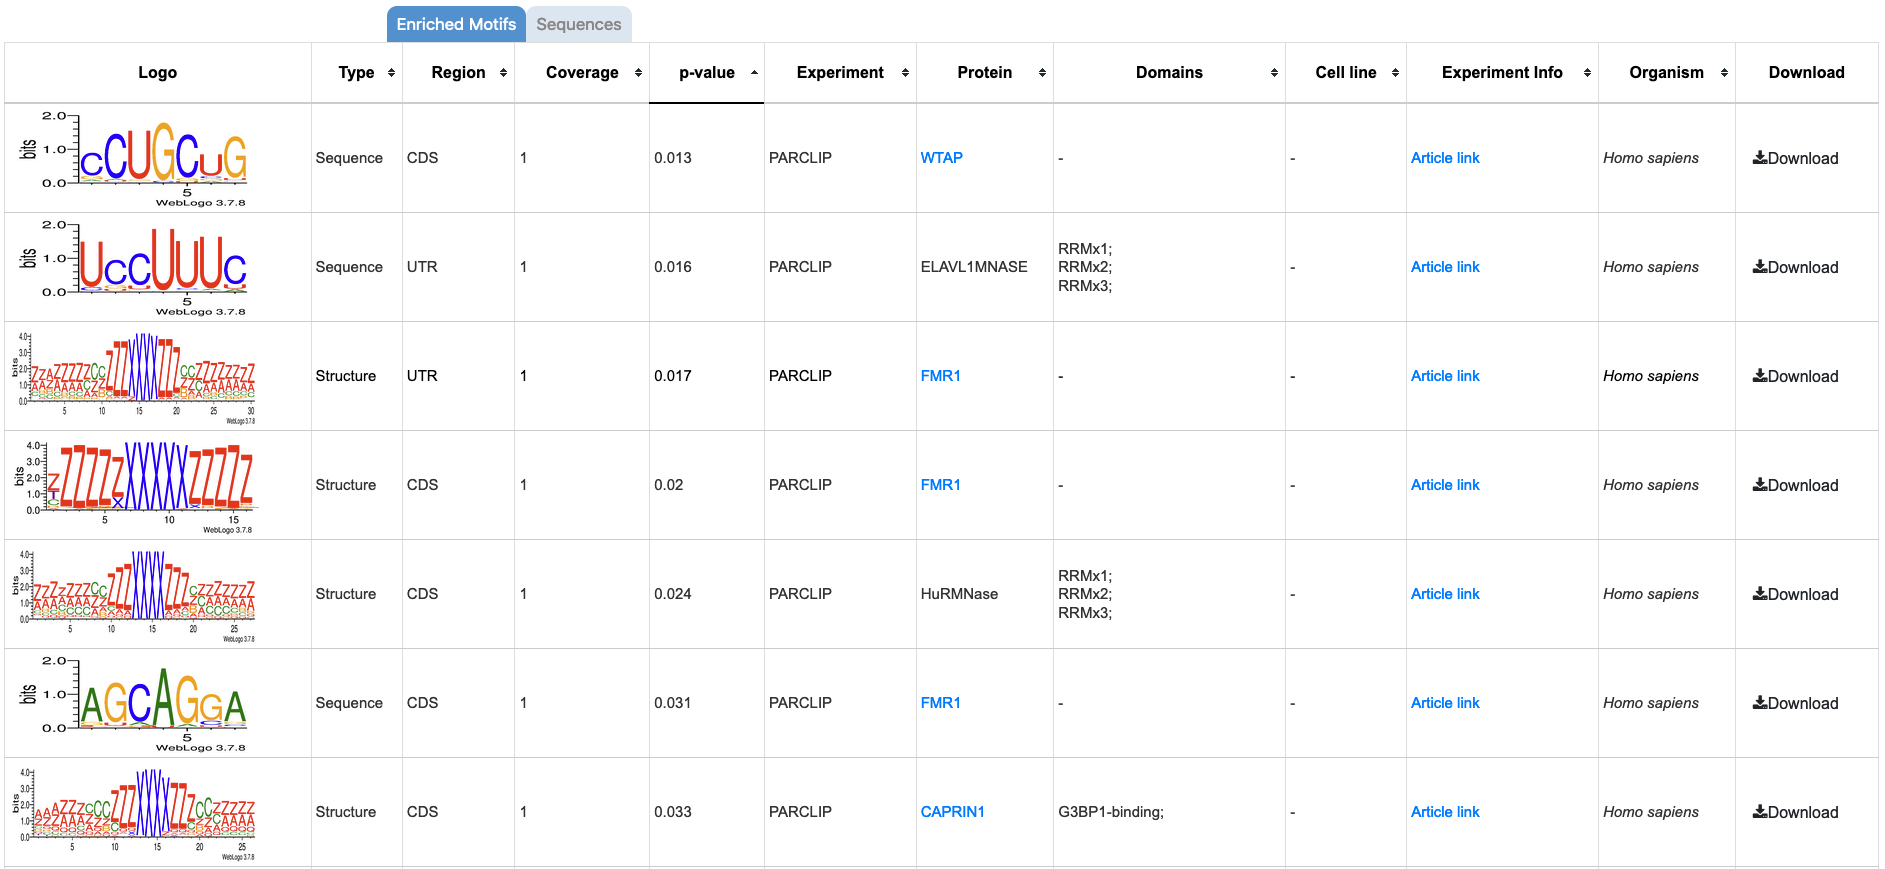 Enriched Motifs Sequences
Logo Type Region Coverage p-value Experiment Protein Domains Cell line Experiment Info Organism Download
2.0
bits
1.0
CCUGCUG
0.0
5
WebLogo 3.7.8
Sequence CDS 1 0.013 PARCLIP WTAP - - Article link Homo sapiens Download
2.0
bits
1.0
UCCUUUC
0.0
5
WebLogo 3.7.8
Sequence UTR 1 0.016 PARCLIP ELAVL1MNASE
RRMx1;
RRMx2;
RRMx3;
- Article link Homo sapiens Download
4.0
3.0
2.0
1.0
0.0
bits
5 10 15 20 25 30
WebLogo 3.7.8
Structure UTR 1 0.017 PARCLIP FMR1 - - Article link Homo sapiens Download
4.0
3.0
2.0
1.0
0.0
bits
5 10 15
WebLogo 3.7.8
Structure CDS 1 0.02 PARCLIP FMR1 - - Article link Homo sapiens Download
4.0
3.0
2.0
1.0
0.0
bits
5 10 15 20 25
WebLogo 3.7.8
Structure CDS 1 0.024 PARCLIP HuRMNase
RRMx1;
RRMx2;
RRMx3;
- Article link Homo sapiens Download
2.0
bits
1.0
AGCAGGA
0.0
5
WebLogo 3.7.8
Sequence CDS 1 0.031 PARCLIP FMR1 - - Article link Homo sapiens Download
4.0
3.0
2.0
1.0
0.0
bits
5 10 15 20 25
WebLogo 3.7.8
Structure CDS 1 0.033 PARCLIP CAPRIN1 G3BP1-binding; - Article link Homo sapiens Download